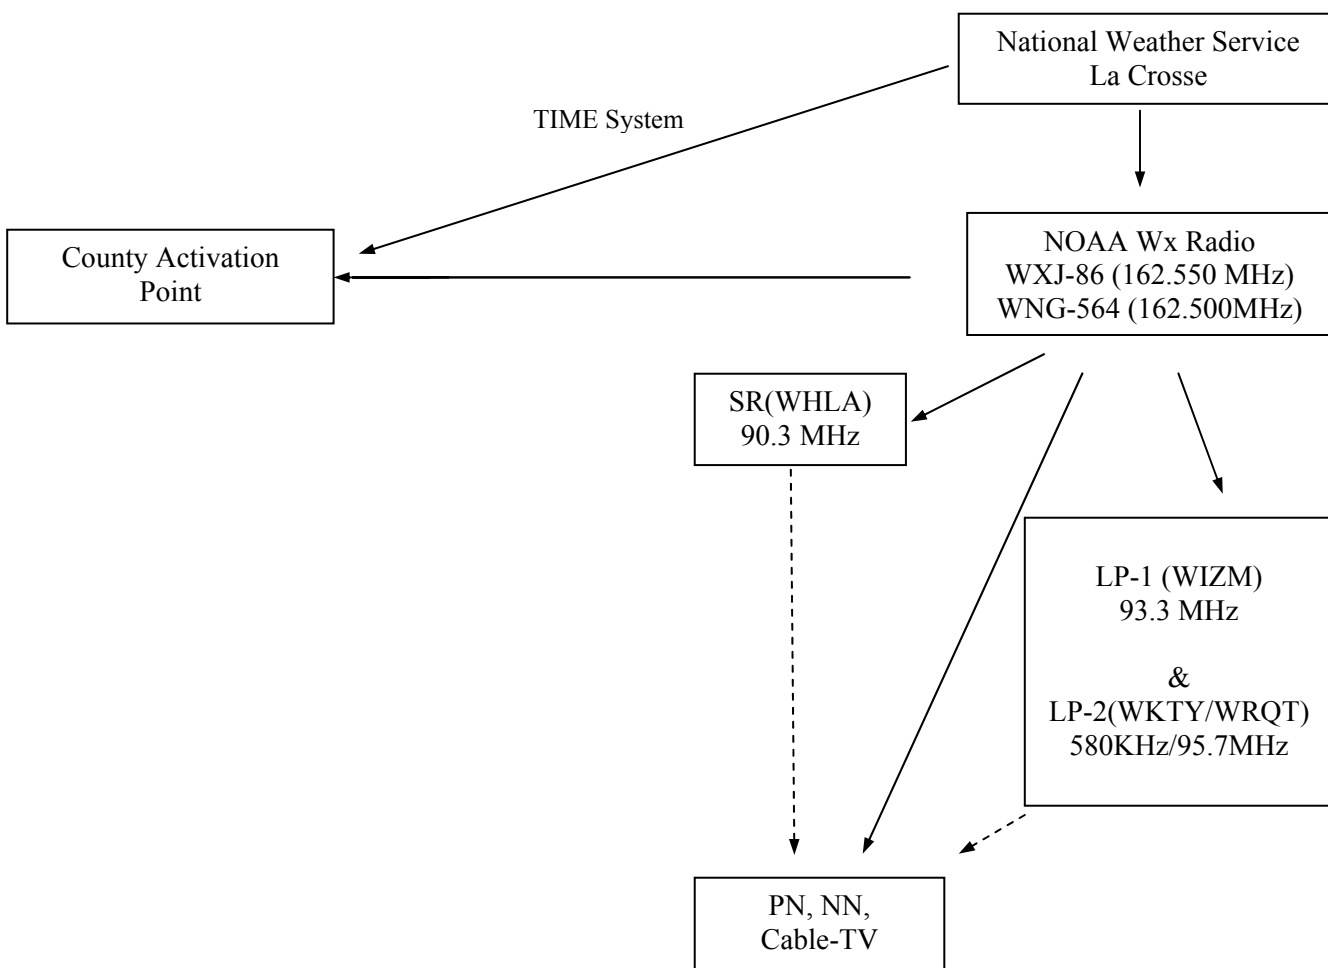 National Weather Service
La Crosse
TIME System
County Activation
Point
NOAA Wx Radio
WXJ-86 (162.550 MHz)
WNG-564 (162.500MHz)
SR(WHLA)
90.3 MHz
LP-1 (WIZM)
93.3 MHz
&
LP-2(WKTY/WRQT)
580KHz/95.7MHz
PN, NN,
Cable-TV